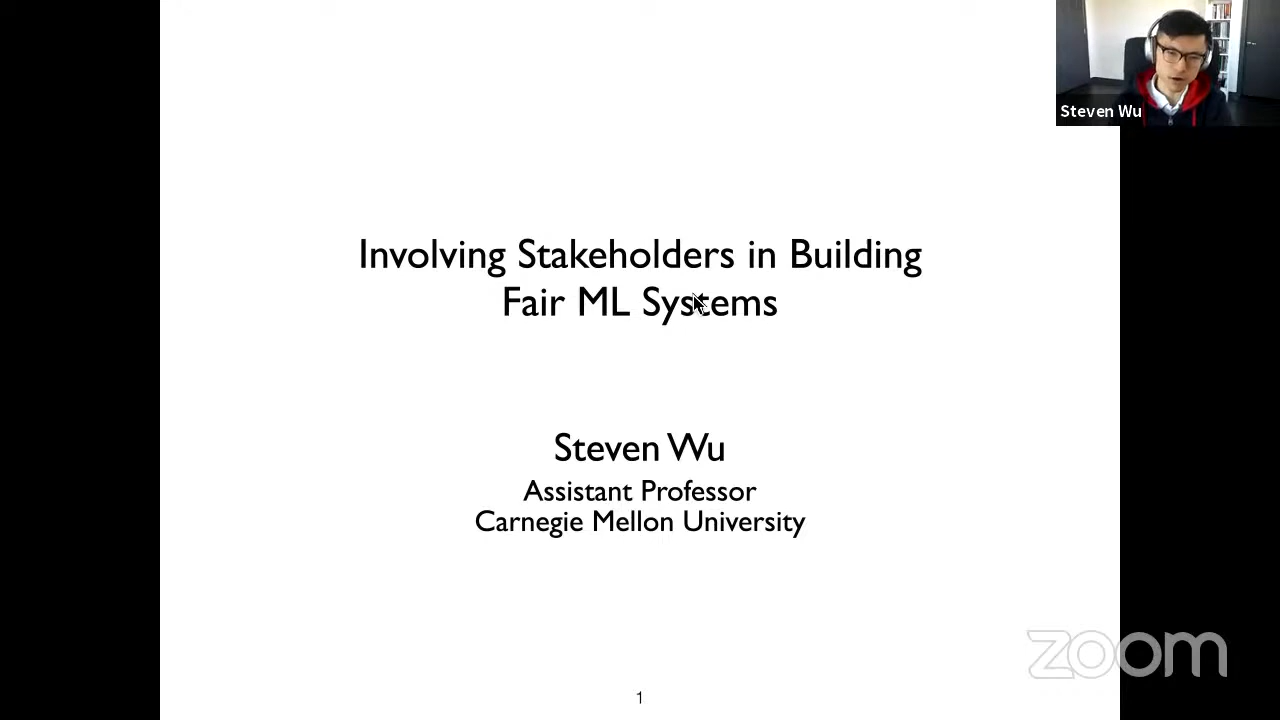 Steven Wu
Involving Stakeholders in Building
Fair ML Systems
Steven Wu
Assistant Professor
Carnegie Mellon University
zoom
1